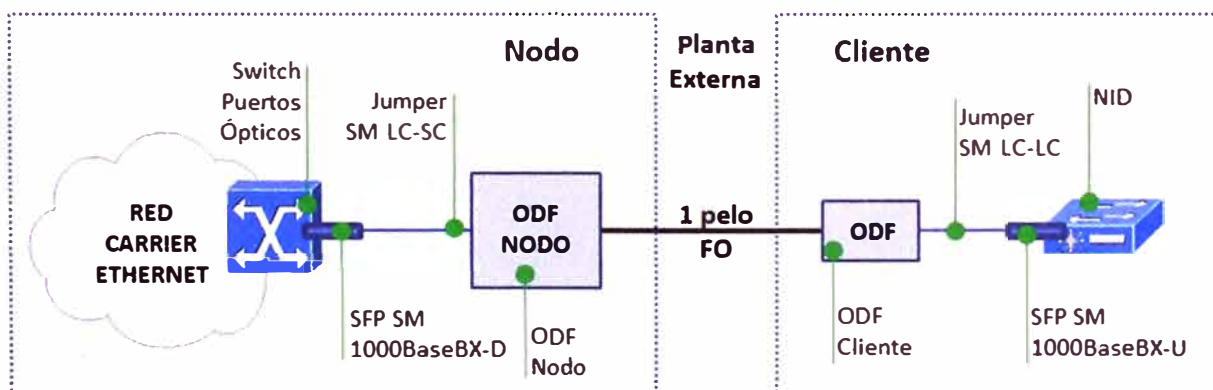 Nodo
Switch
Puertos
Ópticos
Jumper
SM LC-SC
RED
CARRIER
ETHERNET
ODF
NODO
SFP SM
1000BaseBX-D
ODF
Nodo
Planta
Externa
1 pelo
FO
Cliente
Jumper
SM LC-LC
NID
ODF
ODF
Cliente
SFP SM
1000BaseBX-U